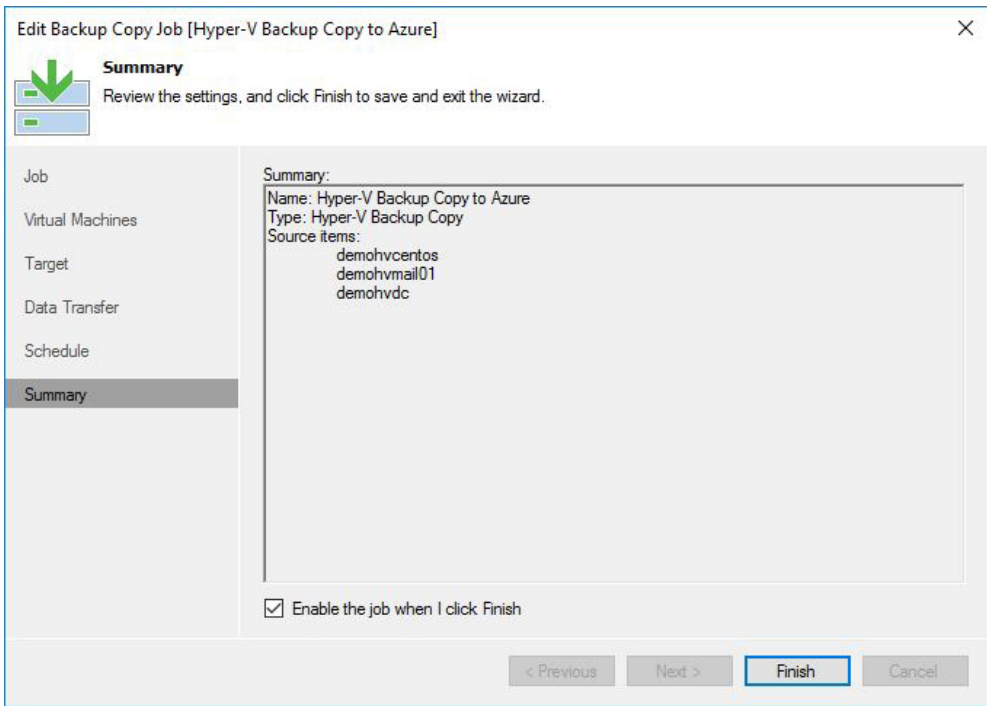 Edit Backup Copy Job [Hyper-V Backup Copy to Azure]
Summary
Review the settings, and click Finish to save and exit the wizard.
Job
Virtual Machines
Target
Data Transfer
Schedule
Summary
Summary:
Name: Hyper-V Backup Copy to Azure
Type: Hyper-V Backup Copy
Source items:
demohvcentos
demohvmail01
demohvdc
Enable the job when I click Finish
< Previous
Next >
Finish
Cancel